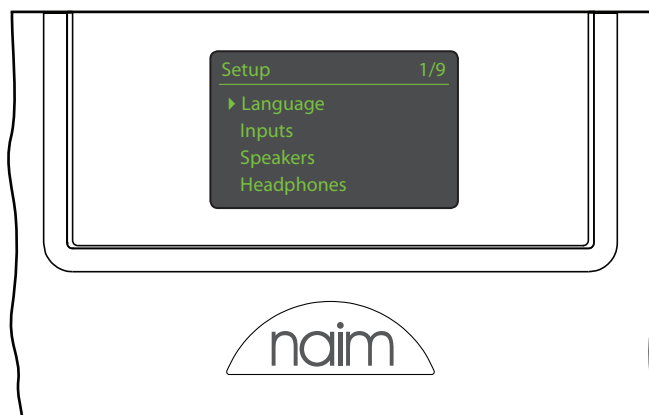 Setup 1/9
Language
Inputs
Speakers
Headphones
naim